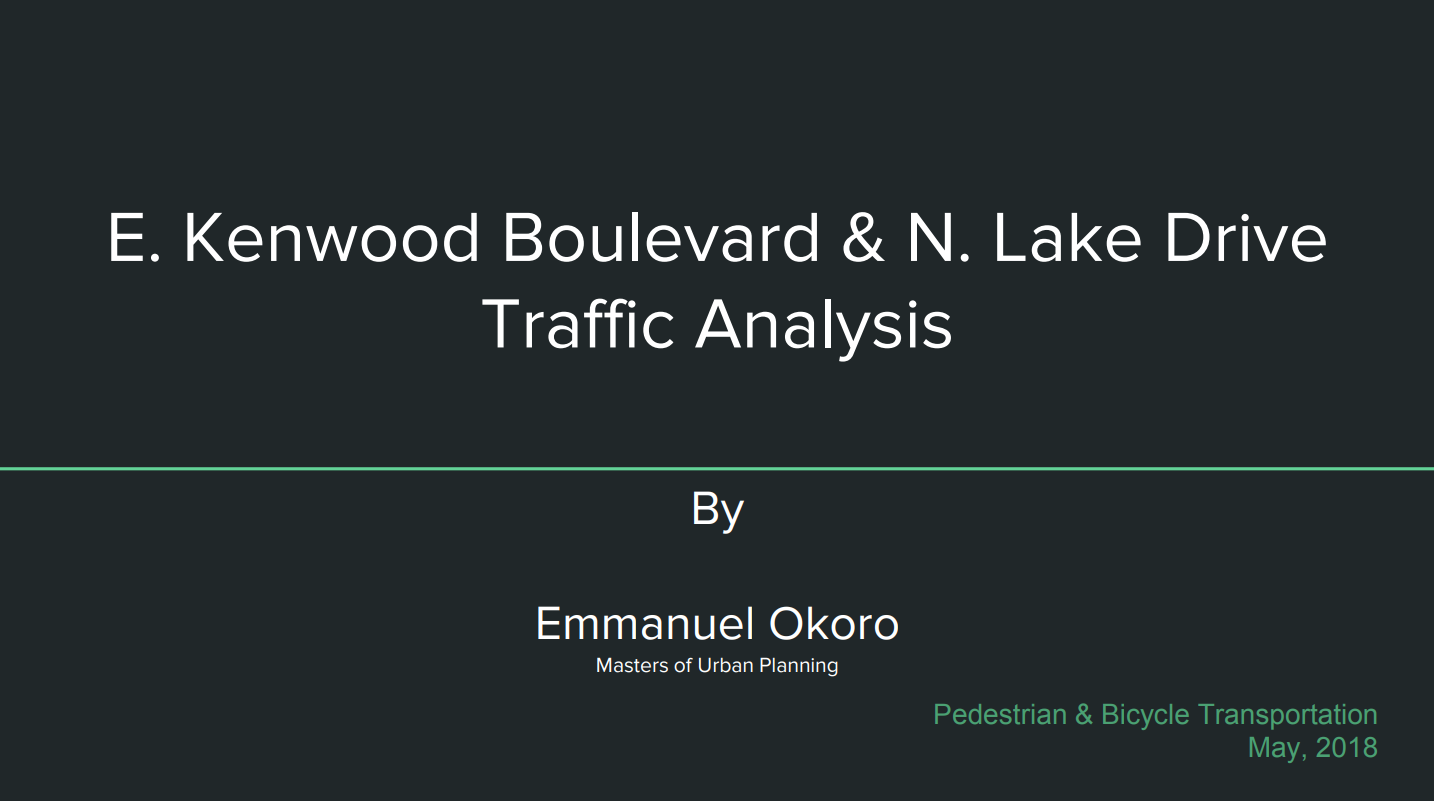 E. Kenwood Boulevard & N. Lake Drive
Traffic Analysis
By
Emmanuel Okoro
Masters of Urban Planning
Pedestrian & Bicycle Transportation
May, 2018